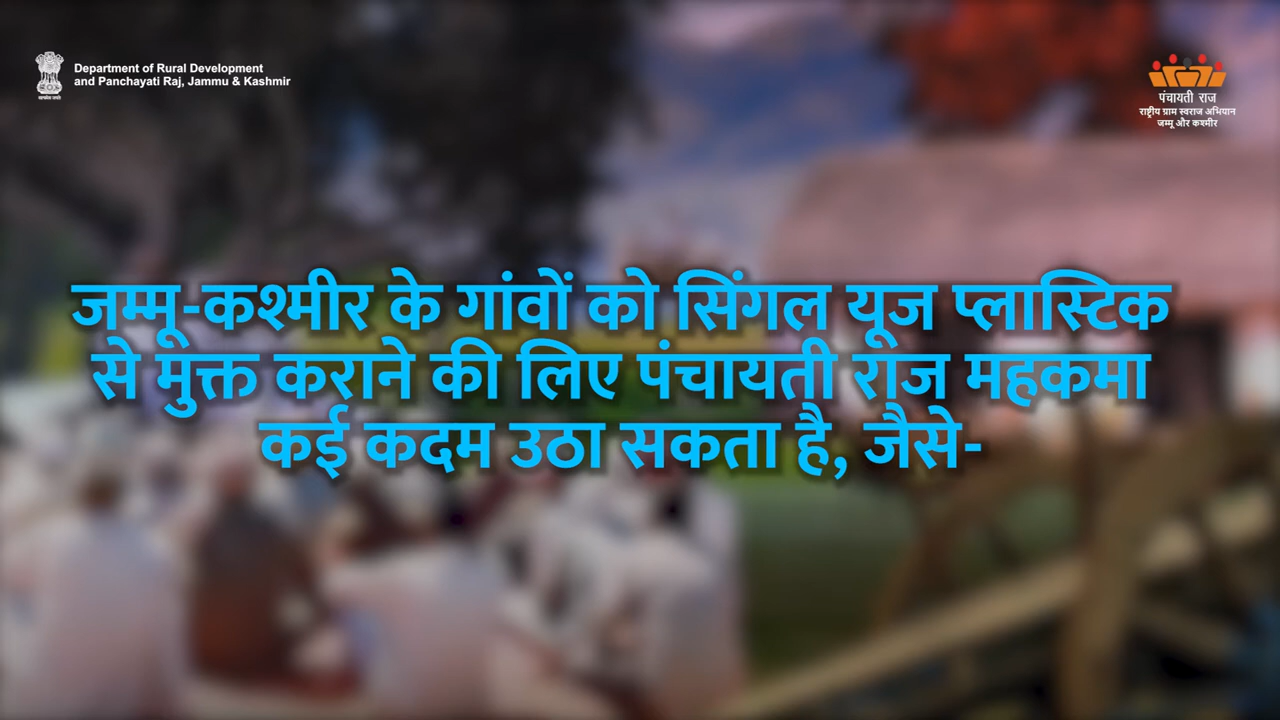 Department of Rural Development
and Panchayati Raj, Jammu & Kashmir
पंचायती राज
राष्ट्रीय ग्राम स्वराज अभियान
जम्मू और कश्मीर
जम्मू-कश्मीर के गांवों को सिंगल यूज प्लास्टिक
से मुक्त कराने की लिए पंचायती राज महकमा
कई कदम उठा सकता है, जैसे-